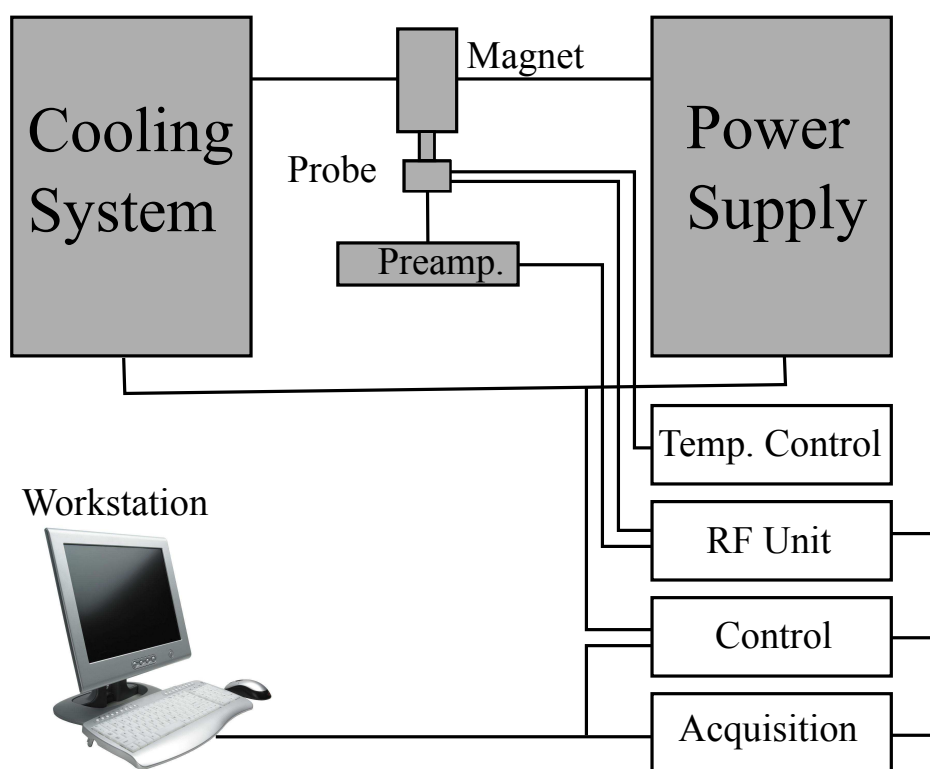 Magnet
Cooling
System
Power
Supply
Probe
Preamp.
Temp. Control
Workstation
RF Unit
Control
Acquisition